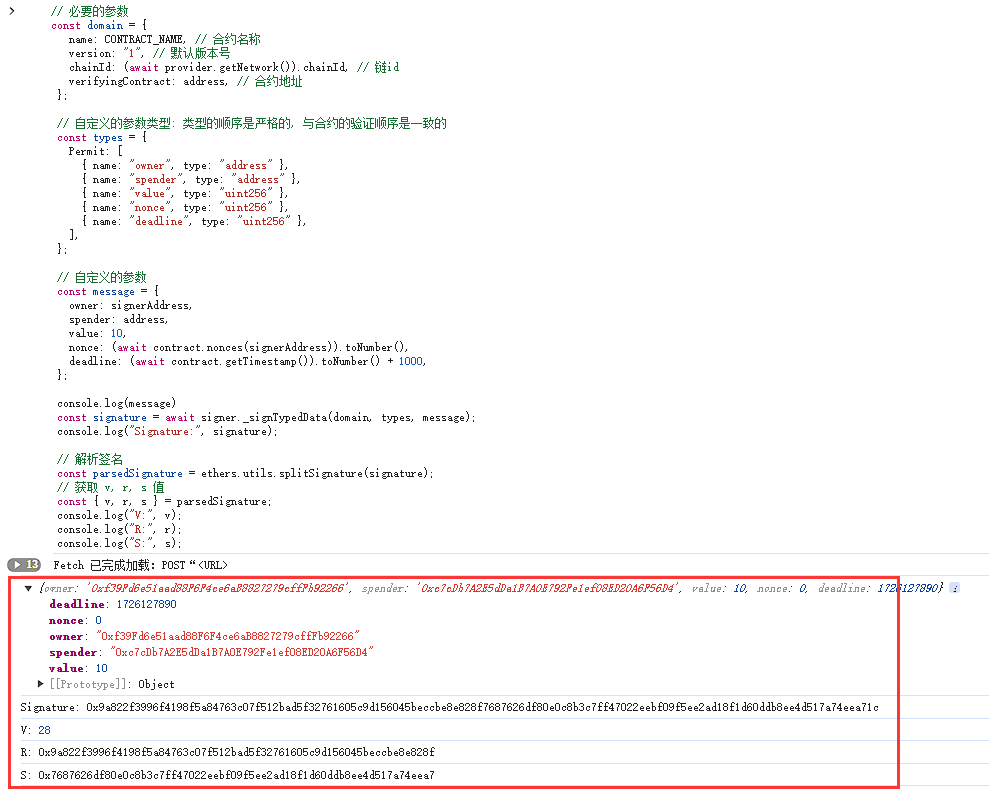 // 必要的参数
const domain = {
  name: CONTRACT_NAME, // 合约名称
  version: "1", // 默认版本号
  chainId: (await provider.getNetwork()).chainId, // 链id
  verifyingContract: address, // 合约地址
};

// 自定义的参数类型: 类型的顺序是严格的, 与合约的验证顺序是一致的
const types = {
  Permit: [
    { name: "owner", type: "address" },
    { name: "spender", type: "address" },
    { name: "value", type: "uint256" },
    { name: "nonce", type: "uint256" },
    { name: "deadline", type: "uint256" },
  ],
};

// 自定义的参数
const message = {
  owner: signerAddress,
  spender: address,
  value: 10,
  nonce: (await contract.nonces(signerAddress)).toNumber(),
  deadline: (await contract.getTimestamp()).toNumber() + 1000,
};

console.log(message)
const signature = await signer._signTypedData(domain, types, message);
console.log("Signature:", signature);

// 解析签名
const parsedSignature = ethers.utils.splitSignature(signature);
// 获取 v, r, s 值
const { v, r, s } = parsedSignature;
console.log("V:", v);
console.log("R:", r);
console.log("S:", s);
13 Fetch 已完成加载: POST “<URL>
{owner: '0xf39Fd6e51aad88F6F4ce6aB8827279cffFb92266', spender: '0xc7cDb7A2E5dDa1B7A0E792Fe1ef08ED20A6F56D4', value: 10, nonce: 0, deadline: 1726127890}
deadline: 1726127890
nonce: 0
owner: "0xf39Fd6e51aad88F6F4ce6aB8827279cffFb92266"
spender: "0xc7cDb7A2E5dDa1B7A0E792Fe1ef08ED20A6F56D4"
value: 10
[[Prototype]]: Object
Signature: 0x9a822f3996f4198f5a84763c07f512bad5f32761605c9d156045beccbe8e828f7687626df80e0c8b3c7ff47022eebf09f5ee2ad18f1d60ddb8ee4d517a74eea71c
V: 28
R: 0x9a822f3996f4198f5a84763c07f512bad5f32761605c9d156045beccbe8e828f
S: 0x7687626df80e0c8b3c7ff47022eebf09f5ee2ad18f1d60ddb8ee4d517a74eea7